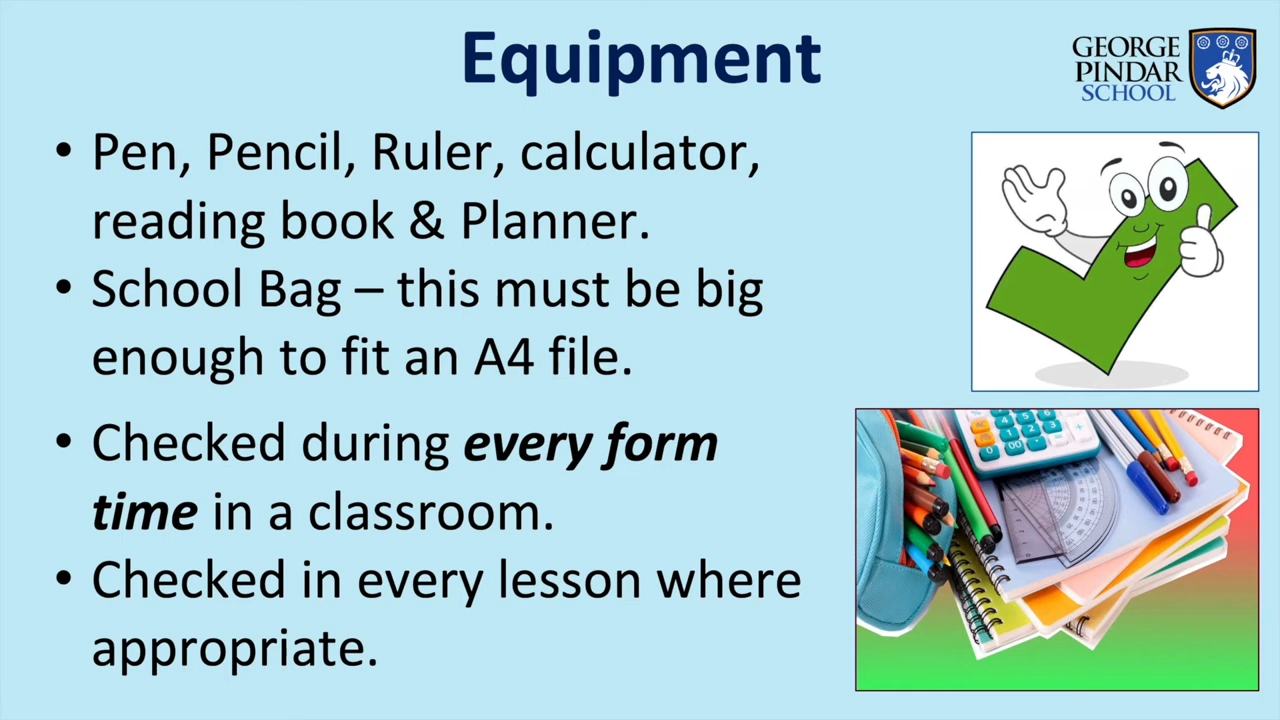 Equipment
GEORGE
PINDAR
SCHOOL
• Pen, Pencil, Ruler, calculator,
reading book & Planner.
• School Bag – this must be big
enough to fit an A4 file.
• Checked during every form
time in a classroom.
• Checked in every lesson where
appropriate.